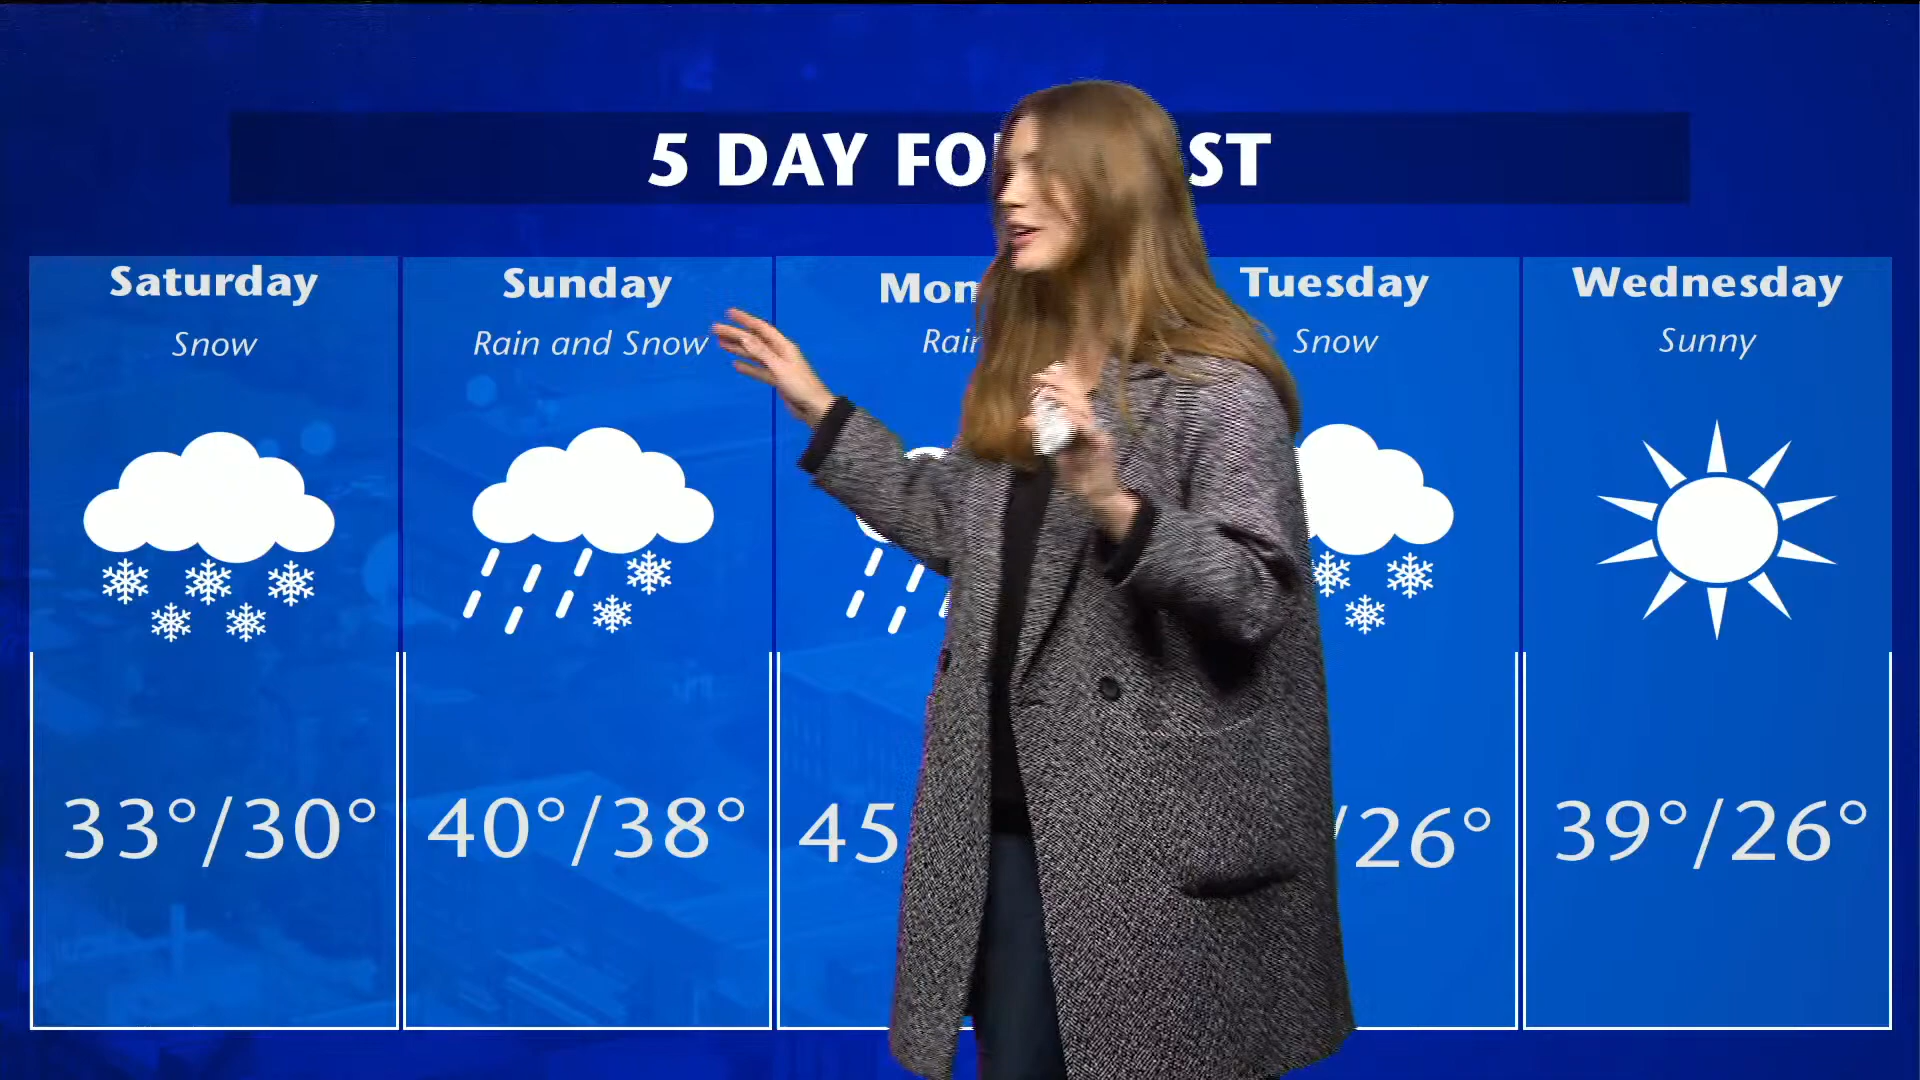 5 DAY FO ST
Saturday
Snow
33°/30°
Sunday
Rain and Snow
40°/38°
Mon
Rai
45
Tuesday
Snow
/26°
Wednesday
Sunny
39°/26°